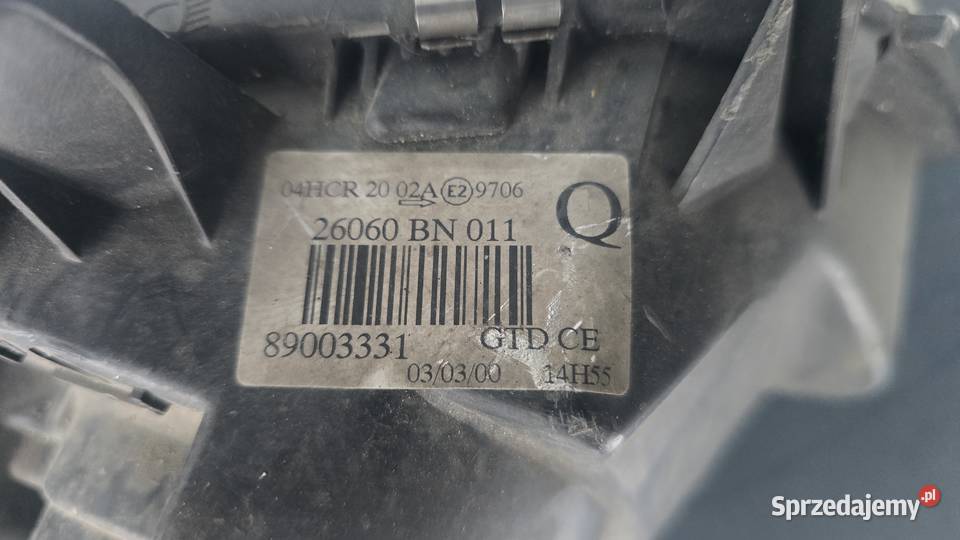 04HCR 20 02A E2 9706
Q
26060 BN 011
89003331 GTD CE
03/03/00 14H55
Sprzedajemy.pl